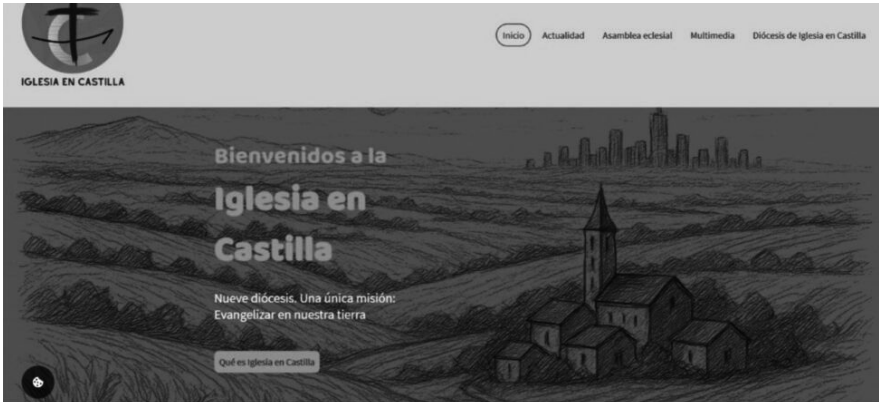 IGLESIA EN CASTILLA
Inicio Actualidad Asamblea eclesial Multimedia Diócesis de Iglesia en Castilla
Bienvenidos a la
Iglesia en
Castilla
Nueve diócesis. Una única misión:
Evangelizar en nuestra tierra
Qué es Iglesia en Castilla